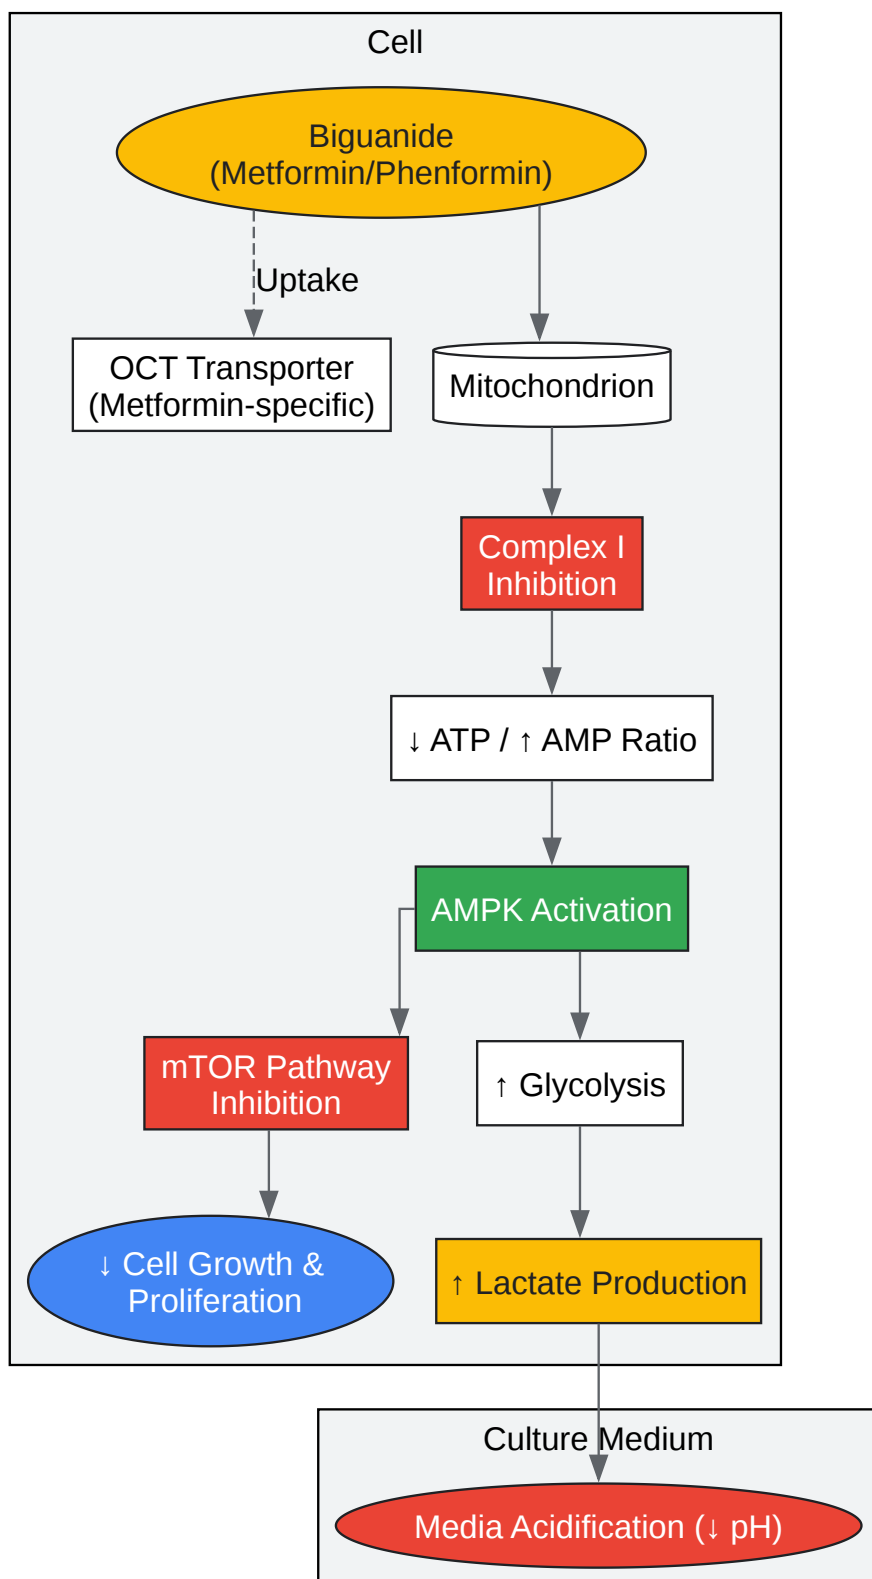 Cell
Biguanide
(Metformin/Phenformin)
Uptake
OCT Transporter
(Metformin-specific)
Mitochondrion
Complex I
Inhibition
↓ ATP / ↑ AMP Ratio
AMPK Activation
mTOR Pathway
Inhibition
↑ Glycolysis
↓ Cell Growth &
Proliferation
↑ Lactate Production
Culture Medium
Media Acidification (↓ pH)